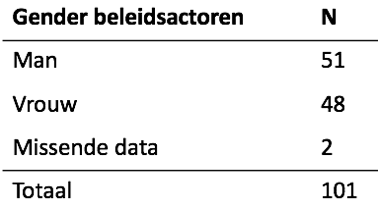 Gender beleidsactoren N
Man 51
Vrouw 48
Missende data 2
Totaal 101